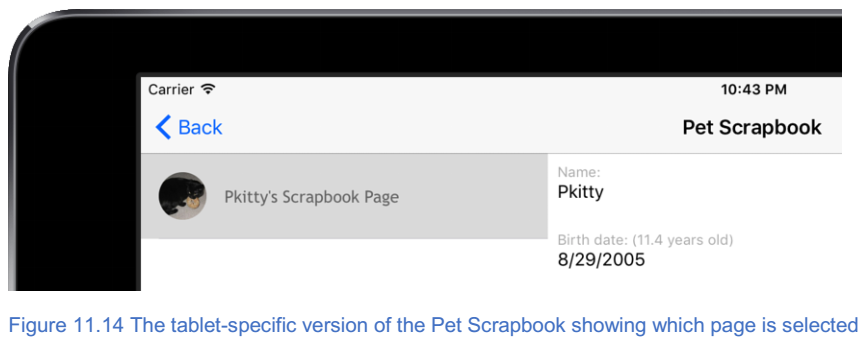 Carrier
10:43 PM
Back
Pet Scrapbook
Pkitty's Scrapbook Page
Name:
Pkitty
Birth date: (11.4 years old)
8/29/2005
Figure 11.14 The tablet-specific version of the Pet Scrapbook showing which page is selected